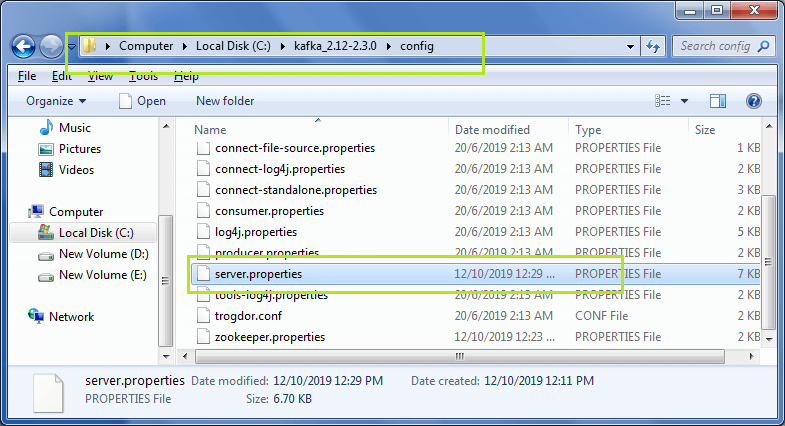 Computer Local Disk (C:) kafka_2.12-2.3.0 config Search config
File Edit View Tools Help
Organize Open New folder
Music
Pictures
Videos
Computer
Local Disk (C:)
New Volume (D:)
New Volume (E:)
Network
Name Date modified Type Size
connect-file-source.properties 20/6/2019 2:13 AM PROPERTIES File 1 KB
connect-log4j.properties 20/6/2019 2:13 AM PROPERTIES File 2 KB
connect-standalone.properties 20/6/2019 2:13 AM PROPERTIES File 3 KB
consumer.properties 20/6/2019 2:13 AM PROPERTIES File 2 KB
log4j.properties 20/6/2019 2:13 AM PROPERTIES File 5 KB
producer.properties 20/6/2019 2:13 AM PROPERTIES File 2 KB
server.properties 12/10/2019 12:29 ... PROPERTIES File 7 KB
tools-log4j.properties 20/6/2019 2:13 AM PROPERTIES File 2 KB
trogdor.conf 20/6/2019 2:13 AM CONF File 2 KB
zookeeper.properties 12/10/2019 12:23 ... PROPERTIES File 2 KB
server.properties Date modified: 12/10/2019 12:29 PM Date created: 12/10/2019 12:11 PM
PROPERTIES File Size: 6.70 KB